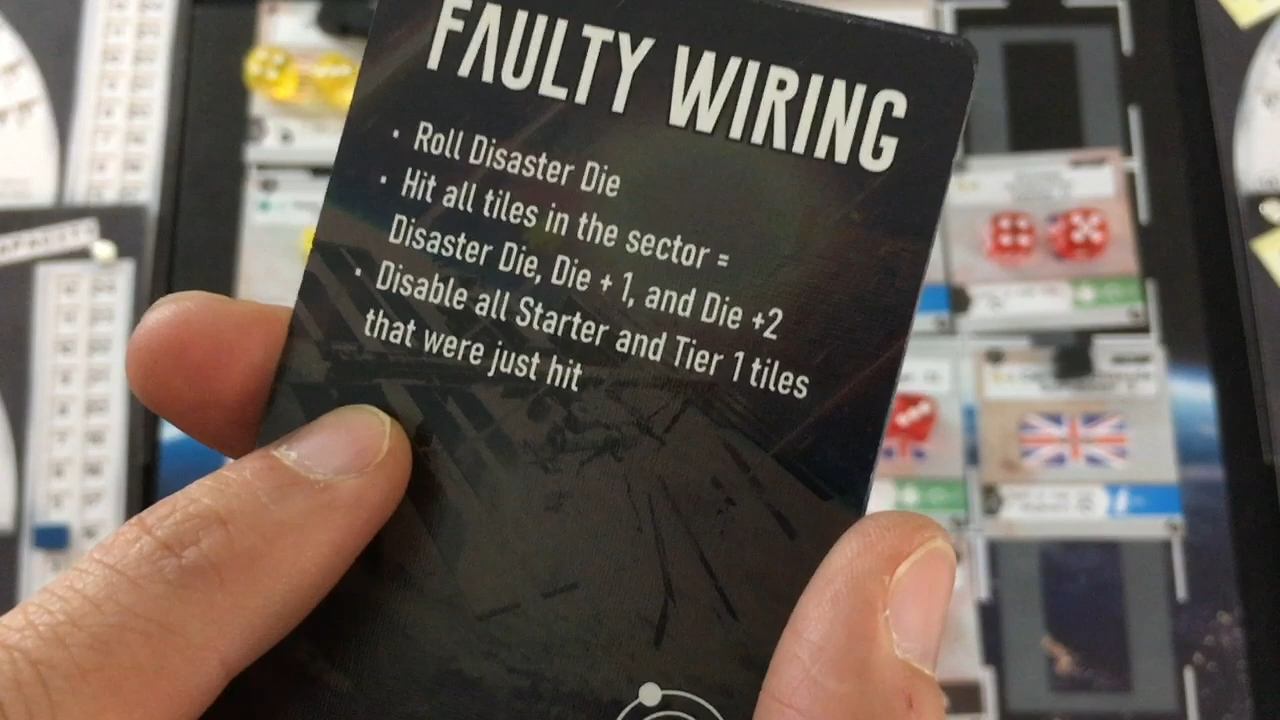 FAULTY WIRING
· Roll Disaster Die
· Hit all tiles in the sector =
Disaster Die, Die + 1, and Die +2
· Disable all Starter and Tier 1 tiles
that were just hit